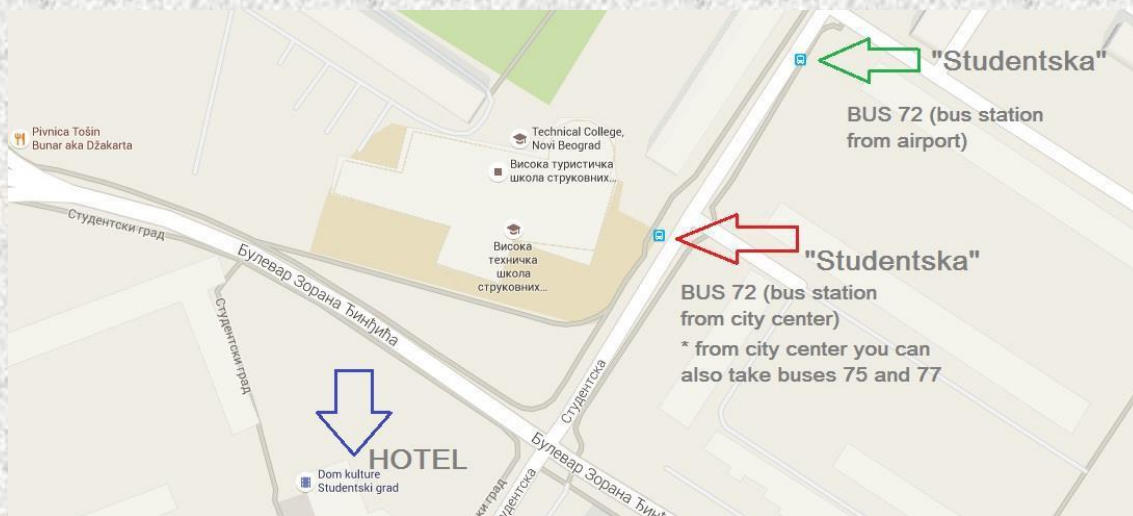 "Studentska"
BUS 72 (bus station
from airport)
Pivnica Tošin
Bunar aka Džakarta
Technical College,
Novi Beograd
Висока туристичка
школа струковних...
Студентски град
Висока
техничка
школа
струковних...
"Studentska"
BUS 72 (bus station
from city center)
* from city center you can
also take buses 75 and 77
Булевар Зорана Ђинђића
Студентски град
Студентска
HOTEL
Dom kulture
Studentski grad
Булевар Зорана Ђинђића
Студентска